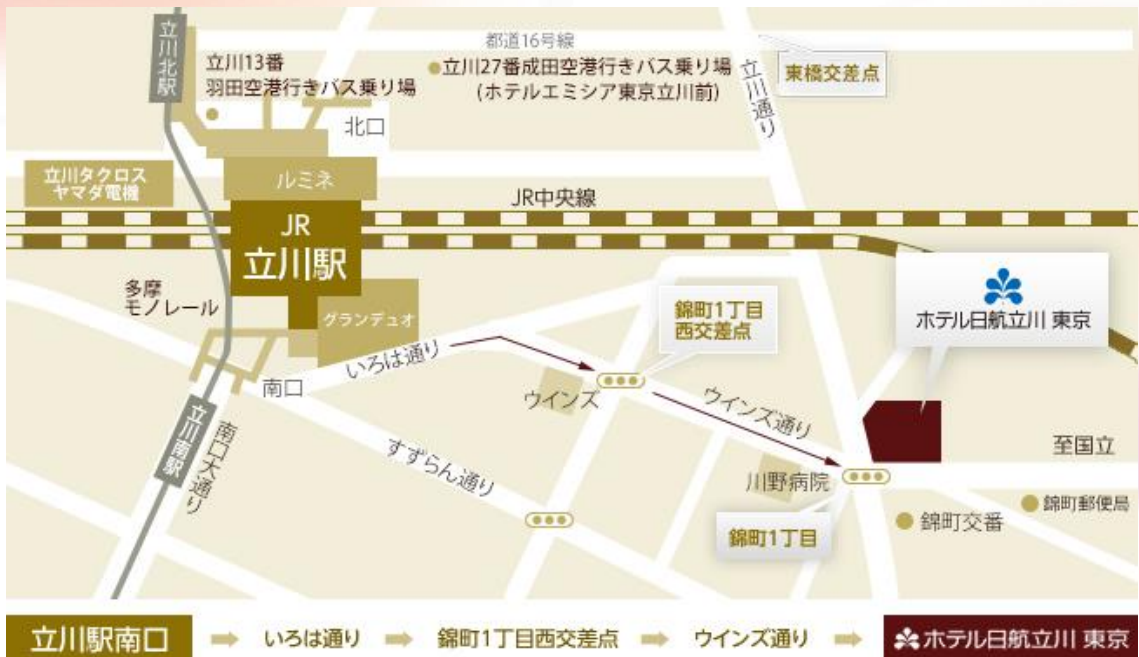 立川北駅
立川13番
羽田空港行きバス乗り場
都道16号線
立川27番成田空港行きバス乗り場
(ホテルエミシア東京立川前)
立川通り
東橋交差点
北口
立川タクロス
ヤマダ電機
ルミネ
JR中央線
JR
立川駅
多摩
モノレール
グランデュオ
錦町1丁目
西交差点
ホテル日航立川 東京
いろは通り
南口
ウインズ
ウインズ通り
立川南駅
南口大通り
すずらん通り
川野病院
至国立
錦町1丁目
錦町交番
錦町郵便局
立川駅南口 ➡ いろは通り ➡ 錦町1丁目西交差点 ➡ ウインズ通り ➡ ホテル日航立川 東京